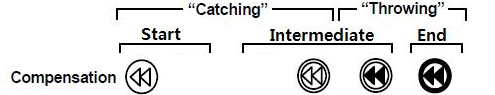 “Catching” “Throwing”
Start Intermediate End
Compensation